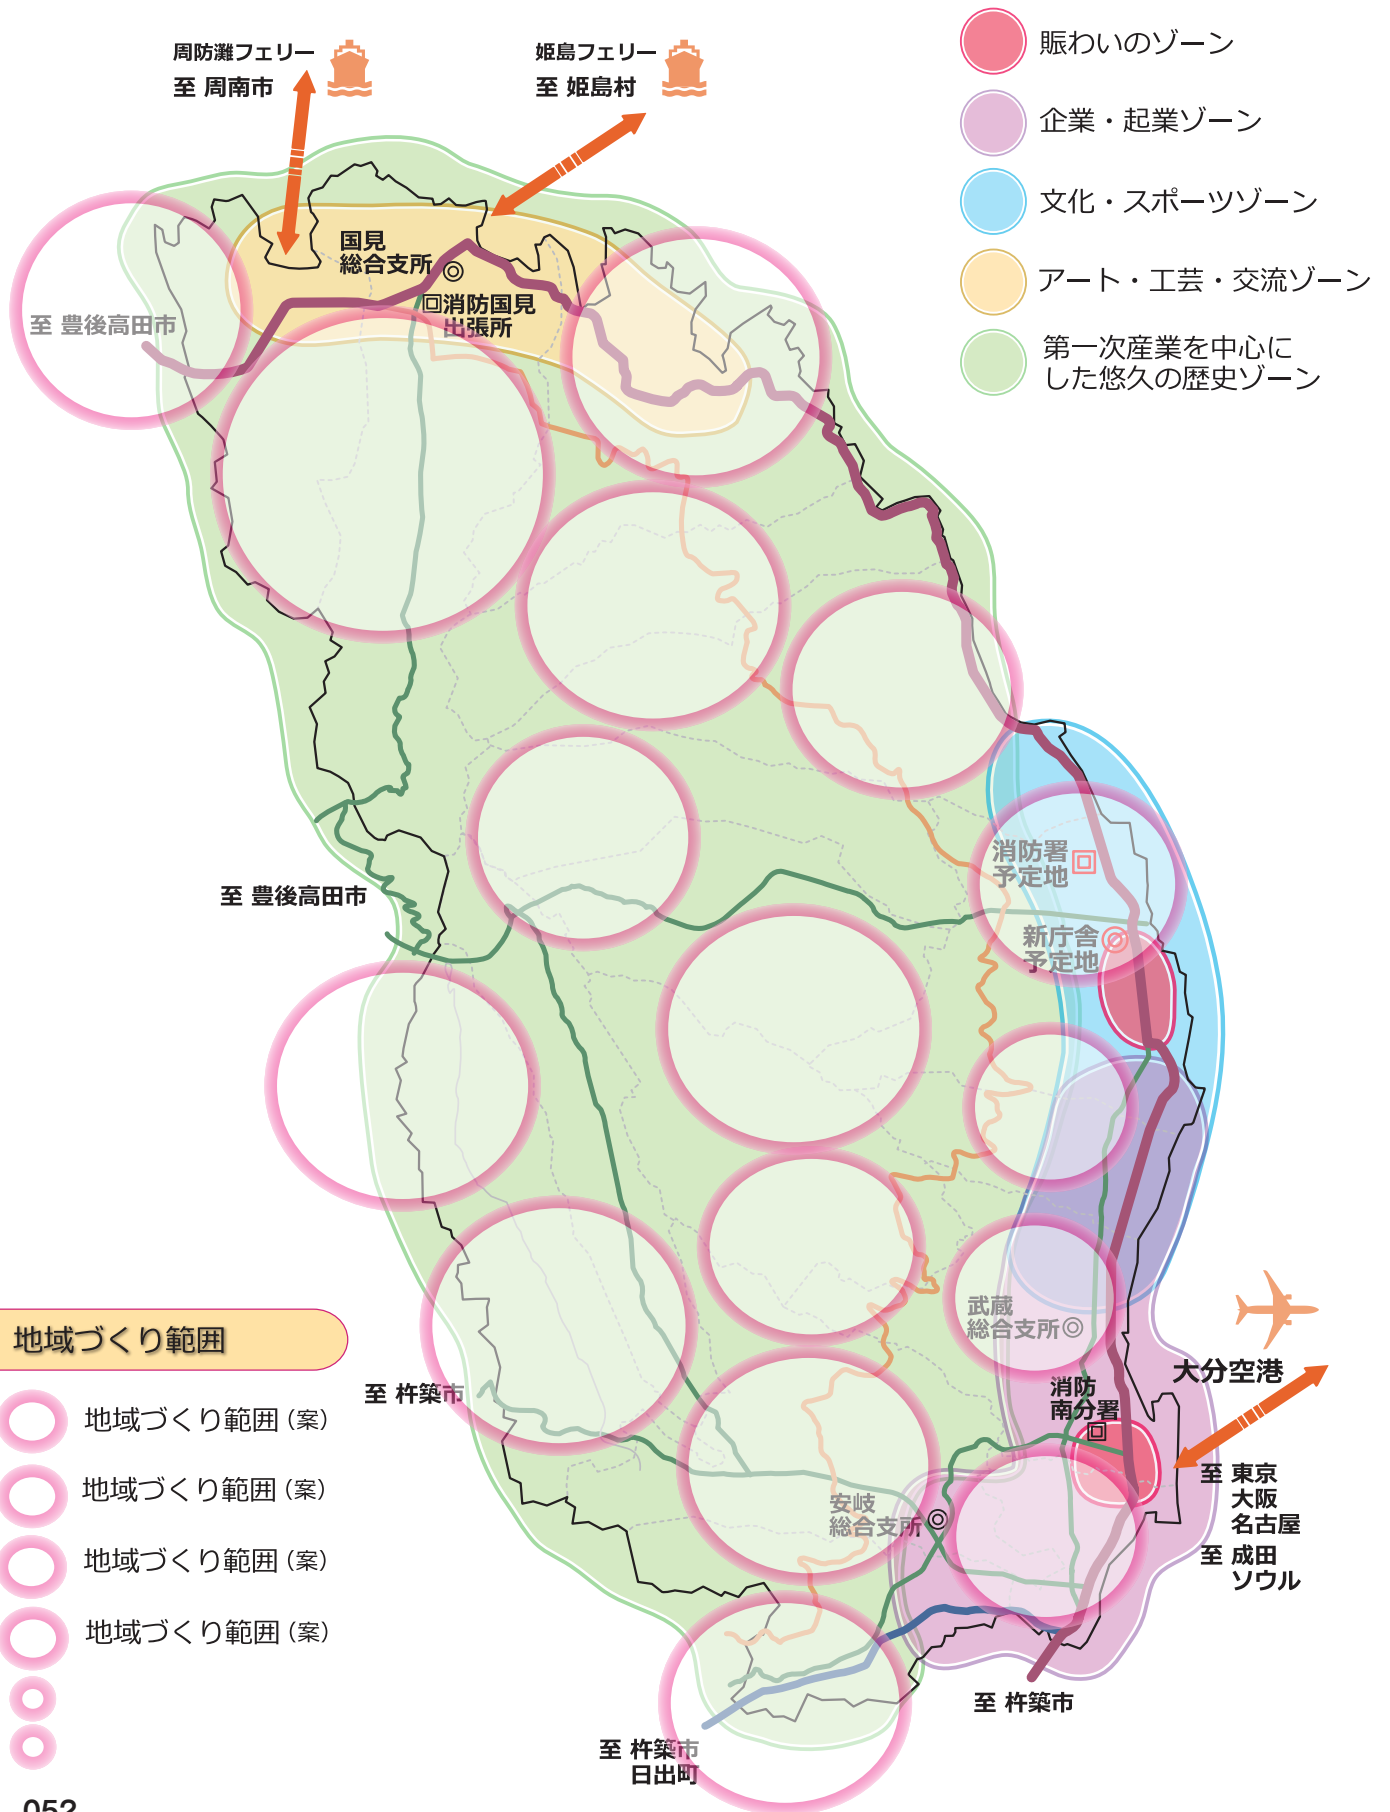 周防灘フェリー
至 周南市
姫島フェリー
至 姫島村
賑わいのゾーン
企業・起業ゾーン
文化・スポーツゾーン
アート・工芸・交流ゾーン
第一次産業を中心に
した悠久の歴史ゾーン
国見
総合支所
消防国見
出張所
至 豊後高田市
消防署
予定地
至 豊後高田市
新庁舎
予定地
武蔵
総合支所
大分空港
消防
南分署
至 杵築市
至 東京
大阪
名古屋
至 成田
ソウル
安岐
総合支所
至 杵築市
至 杵築市
日出町
地域づくり範囲
地域づくり範囲（案）
地域づくり範囲（案）
地域づくり範囲（案）
地域づくり範囲（案）
052